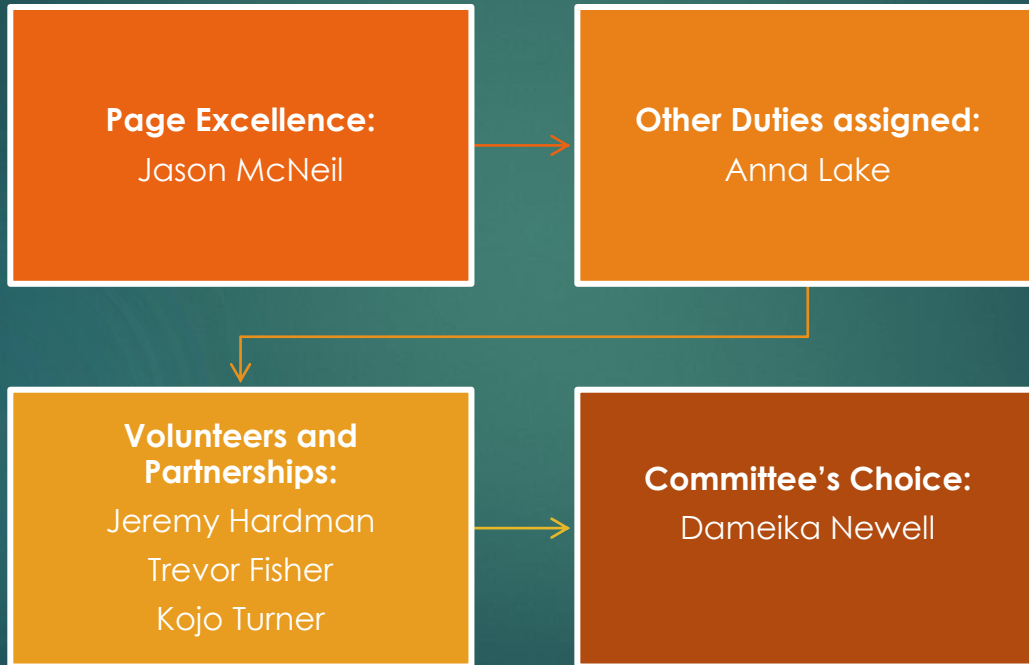 Page Excellence:
Jason McNeil
Other Duties assigned:
Anna Lake
Volunteers and
Partnerships:
Jeremy Hardman
Trevor Fisher
Kojo Turner
Committee’s Choice:
Dameika Newell